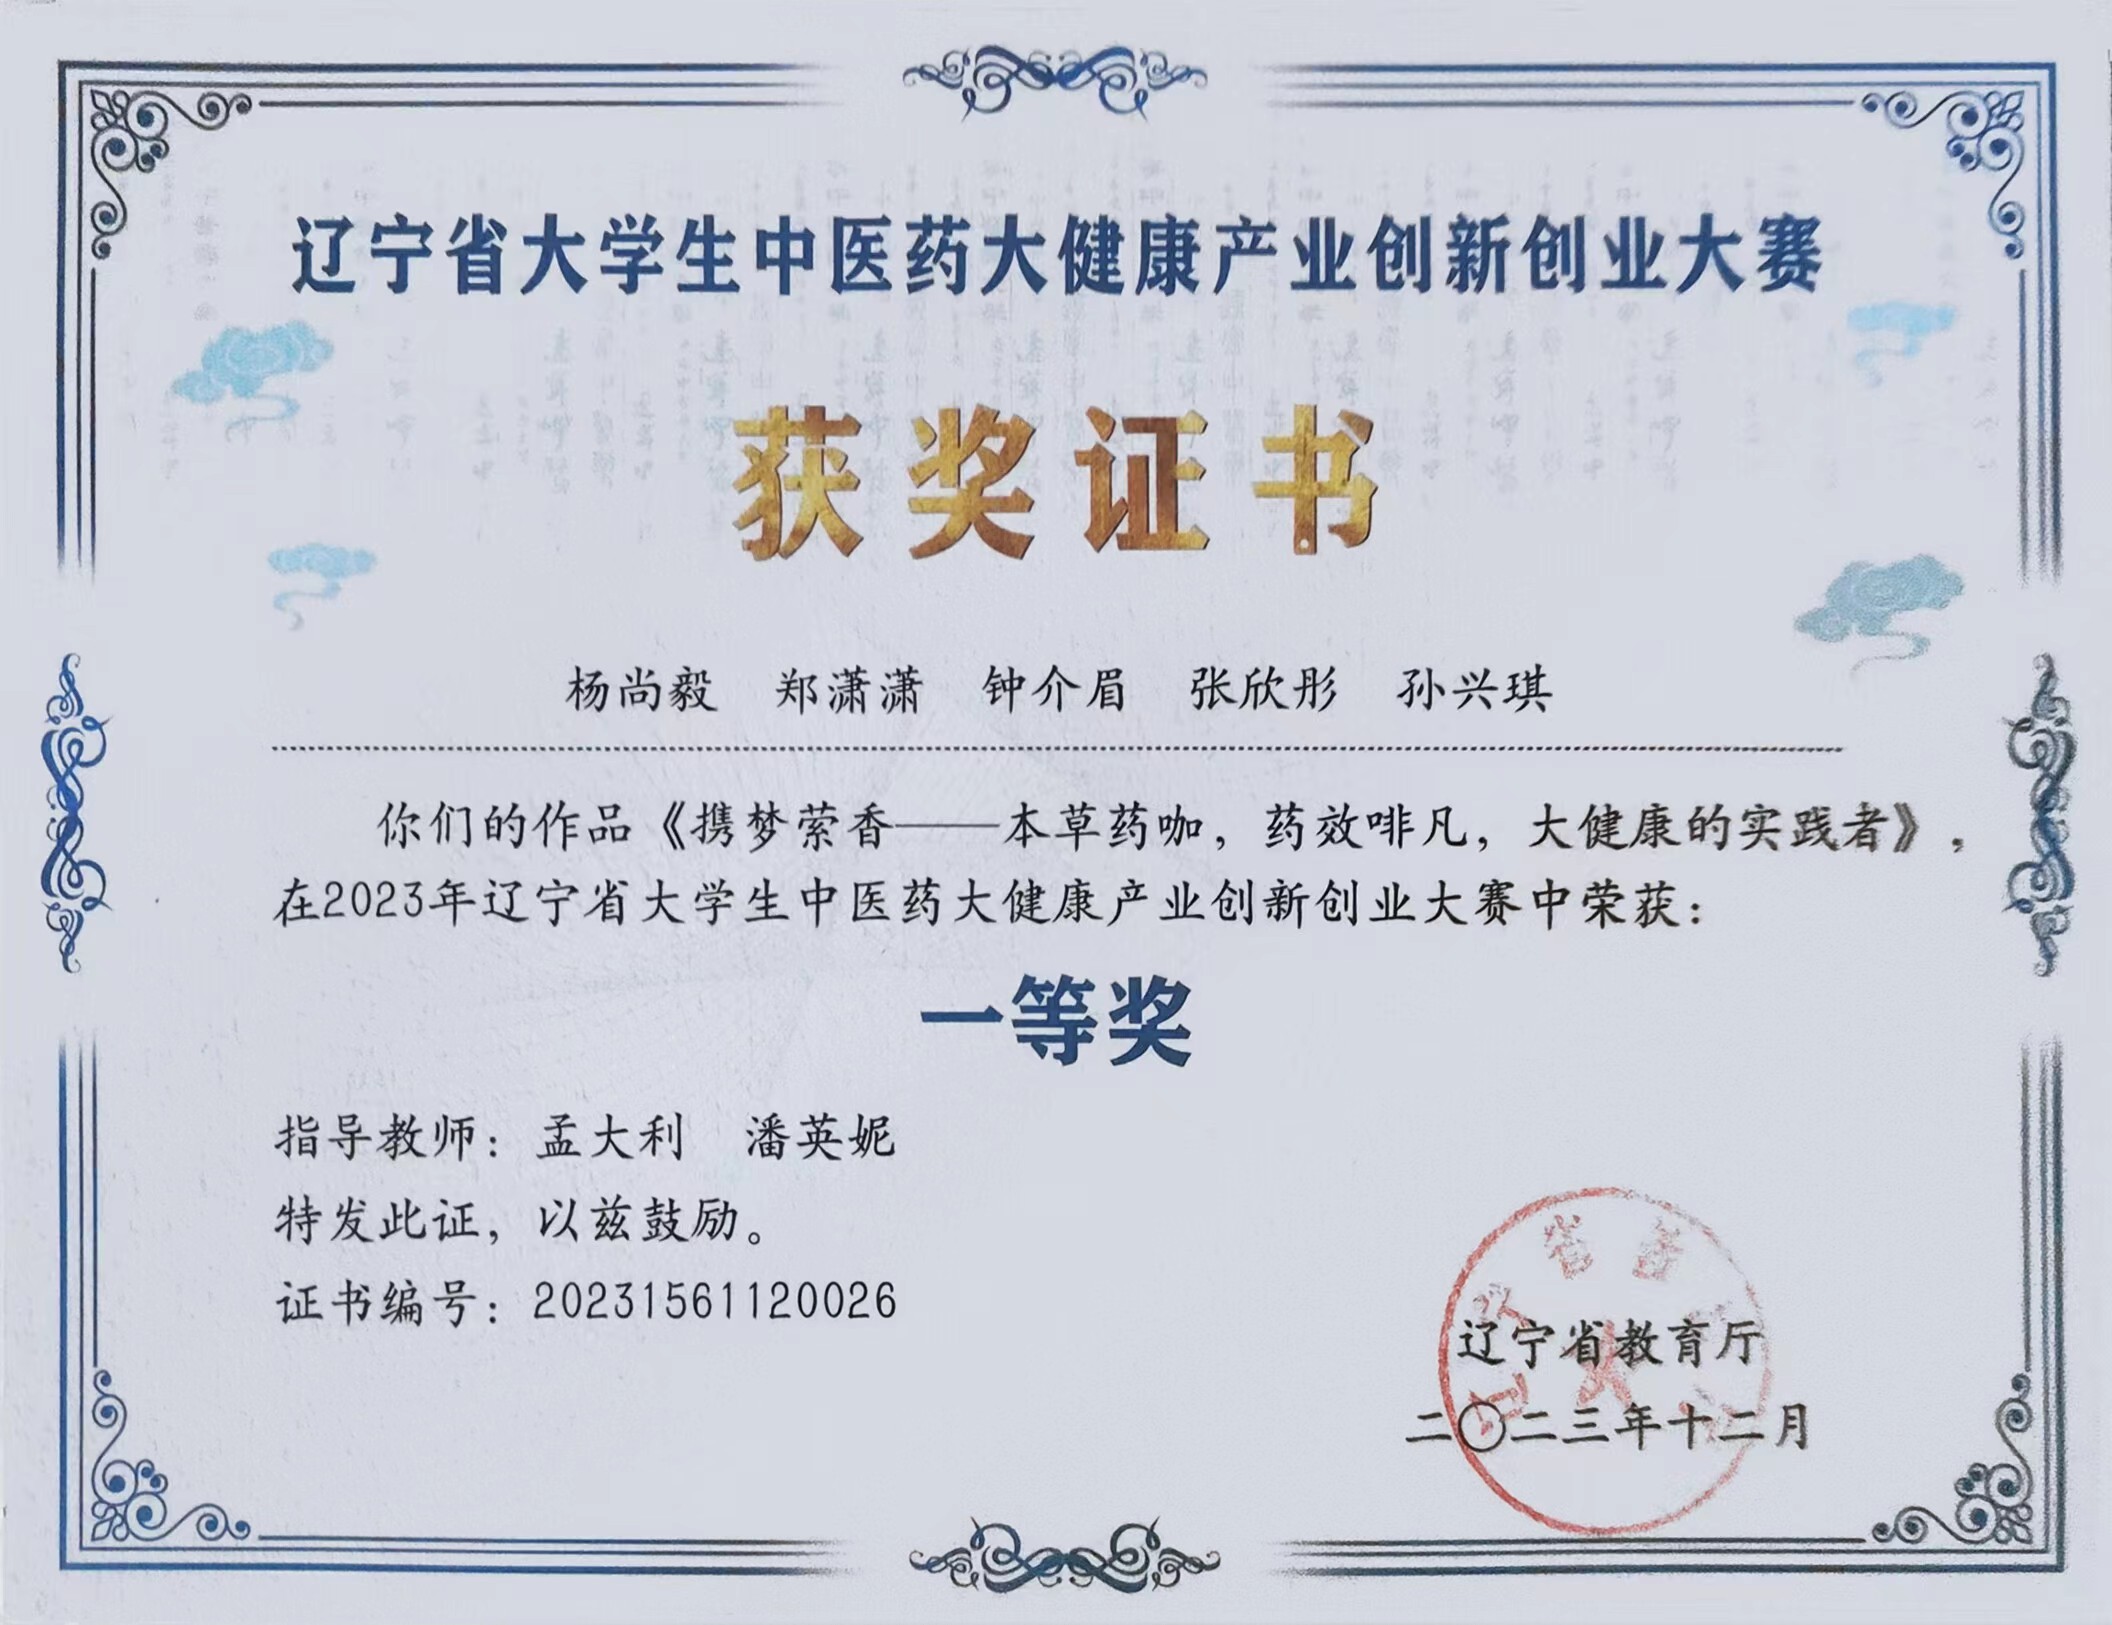 辽宁省大学生中医药大健康产业创新创业大赛
获奖证书
杨尚毅 郑潇潇 钟介眉 张欣彤 孙兴琪
你们的作品《携梦萦香——本草药咖，药效啡凡，大健康的实践者》，
在2023年辽宁省大学生中医药大健康产业创新创业大赛中荣获：
一等奖
指导教师：孟大利 潘英妮
特发此证，以兹鼓励。
证书编号：20231561120026
辽宁省教育厅
二〇二三年十二月